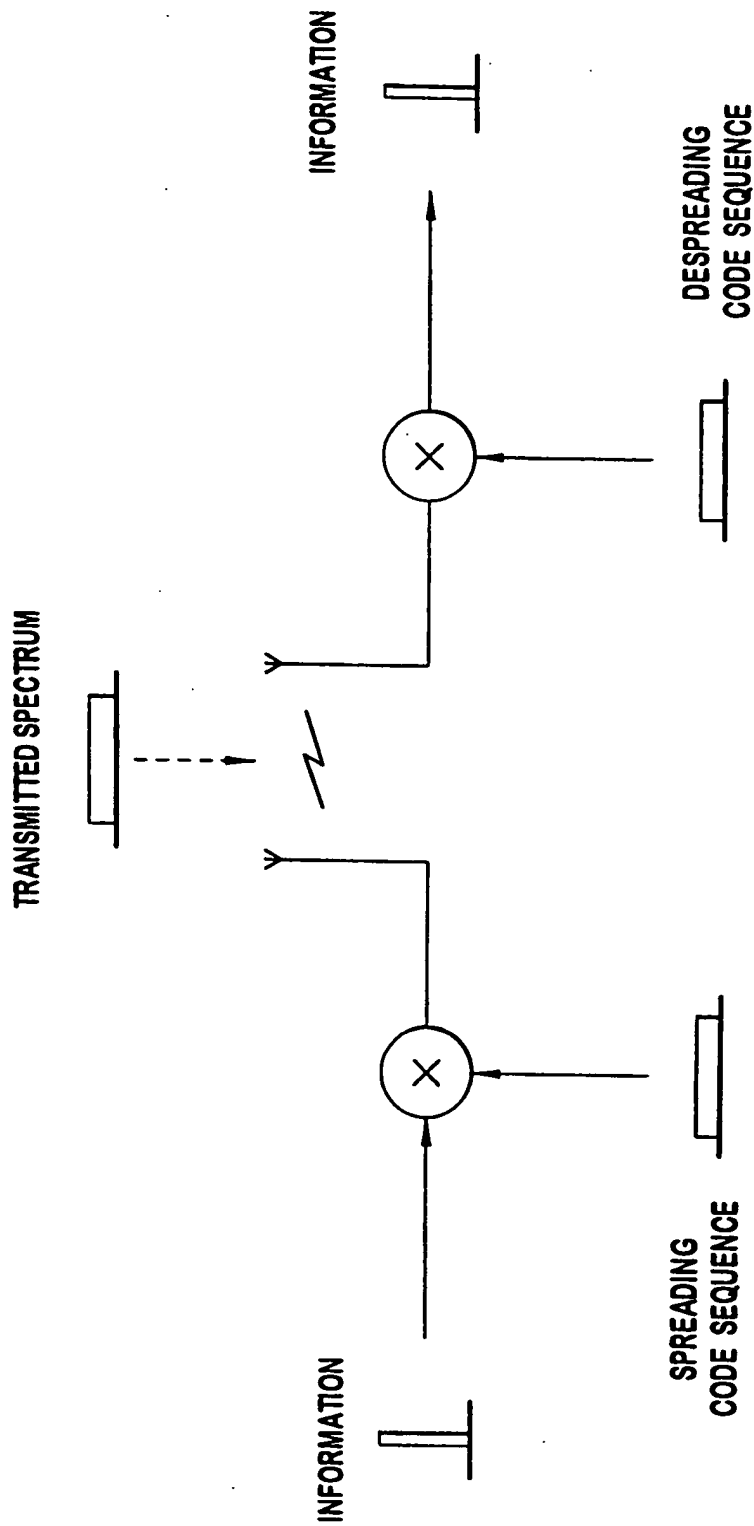 TRANSMITTED SPECTRUM
INFORMATION
INFORMATION
SPREADING
CODE SEQUENCE
DESPREADING
CODE SEQUENCE